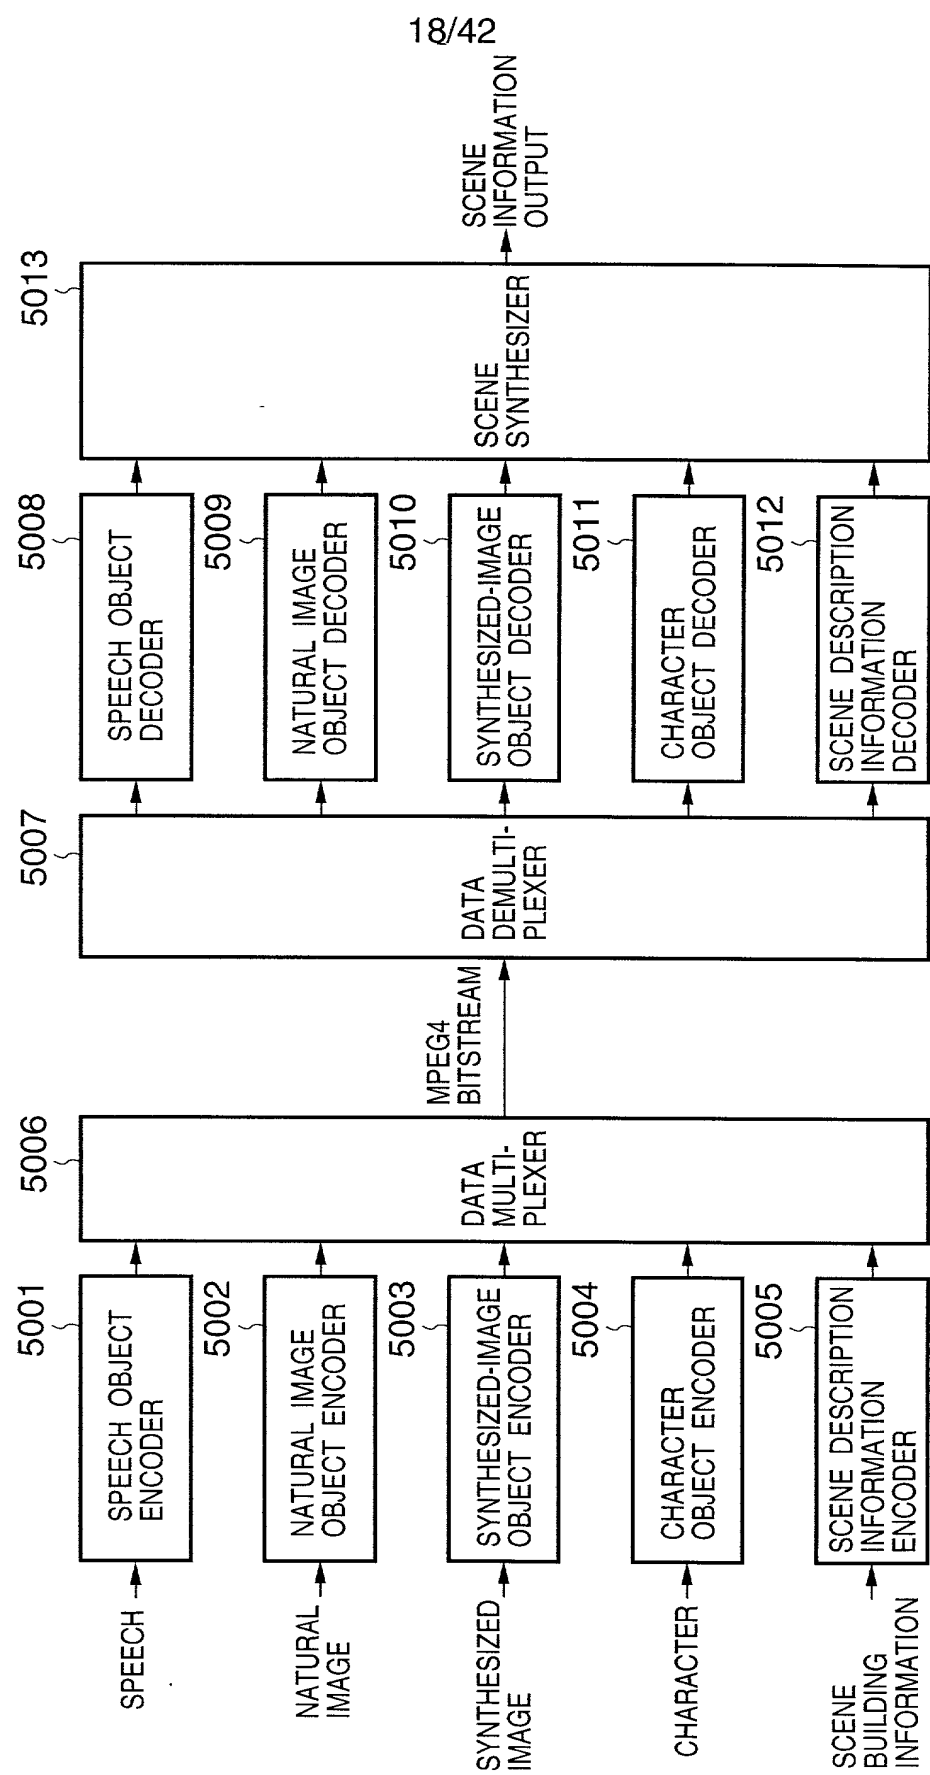 18/42
SPEECH
NATURAL
IMAGE
SYNTHESIZED
IMAGE
CHARACTER
SCENE
BUILDING
INFORMATION
5001
SPEECH OBJECT
ENCODER
5002
NATURAL IMAGE
OBJECT ENCODER
5003
SYNTHESIZED-IMAGE
OBJECT ENCODER
5004
CHARACTER
OBJECT ENCODER
5005
SCENE DESCRIPTION
INFORMATION
ENCODER
5006
DATA
MULTI-
PLEXER
MPEG4
BITSTREAM
5007
DATA
DEMULTI-
PLEXER
5008
SPEECH OBJECT
DECODER
5009
NATURAL IMAGE
OBJECT DECODER
5010
SYNTHESIZED-IMAGE
OBJECT DECODER
5011
CHARACTER
OBJECT DECODER
5012
SCENE DESCRIPTION
INFORMATION
DECODER
5013
SCENE
SYNTHESIZER
SCENE
INFORMATION
OUTPUT